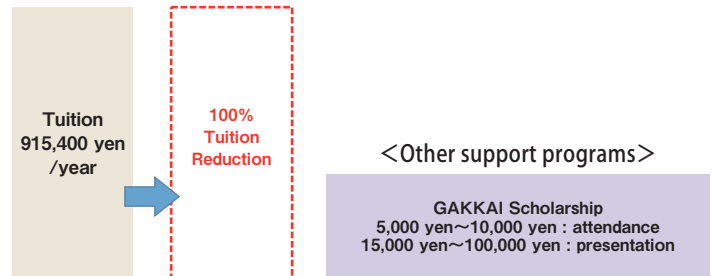 Tuition
915,400 yen
/year
100%
Tuition
Reduction
＜Other support programs＞
GAKKAI Scholarship
5,000 yen～10,000 yen : attendance
15,000 yen～100,000 yen : presentation